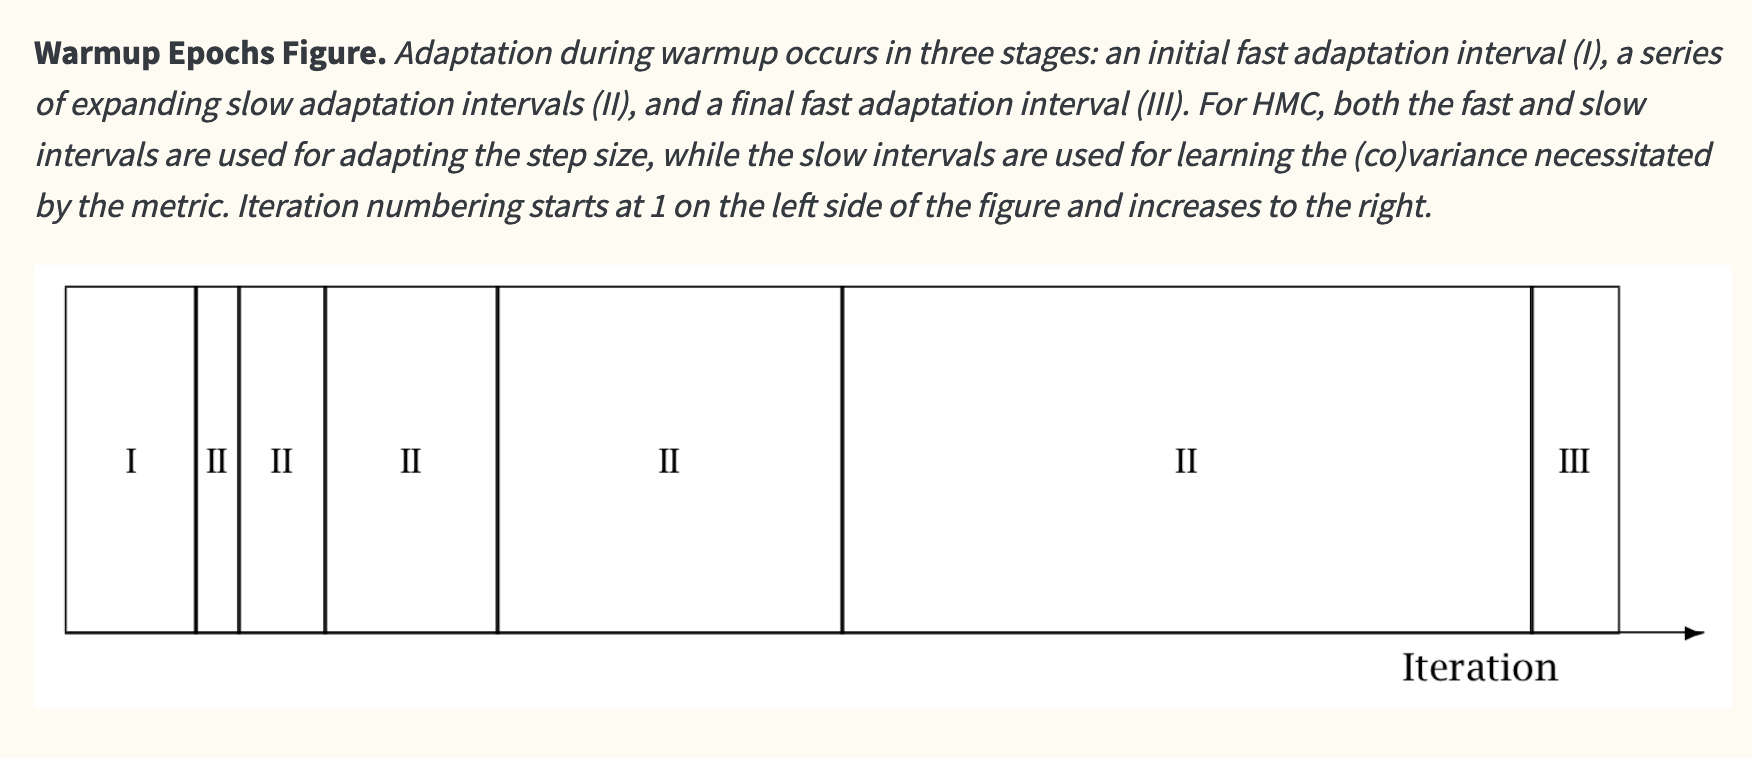 Warmup Epochs Figure. Adaptation during warmup occurs in three stages: an initial fast adaptation interval (I), a series
of expanding slow adaptation intervals (II), and a final fast adaptation interval (III). For HMC, both the fast and slow
intervals are used for adapting the step size, while the slow intervals are used for learning the (co)variance necessitated
by the metric. Iteration numbering starts at 1 on the left side of the figure and increases to the right.
I II II II II II III
Iteration